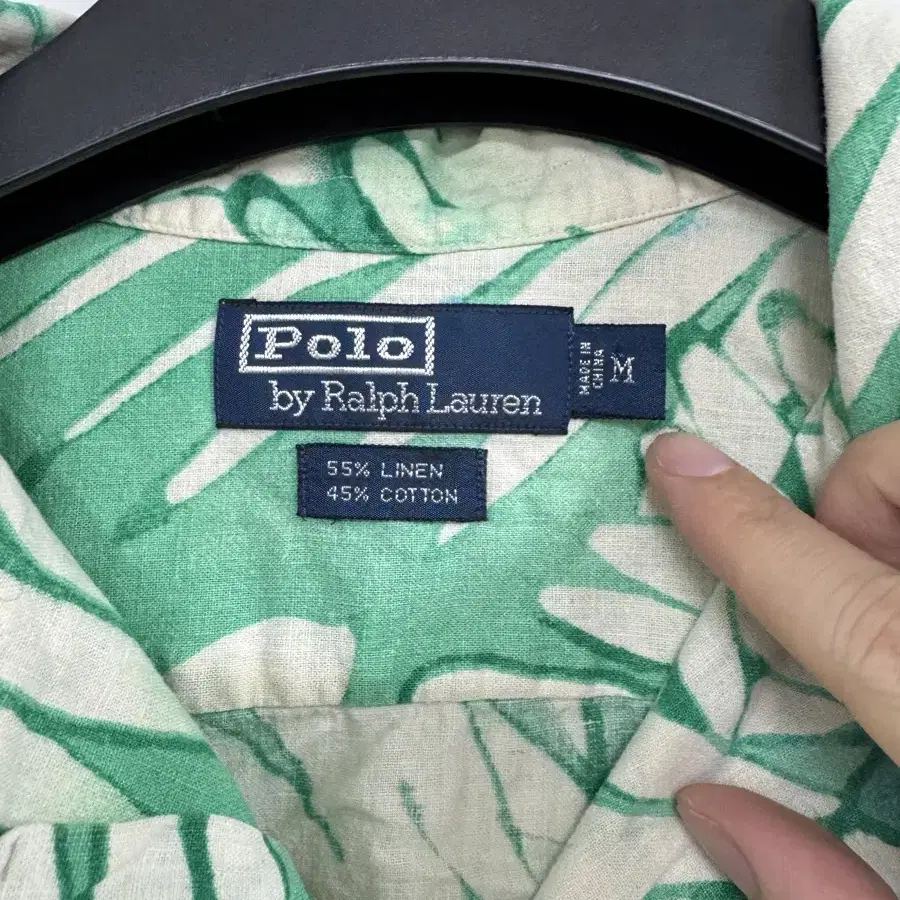 Polo
by Ralph Lauren
MADE IN
CHINA
M
55% LINEN
45% COTTON